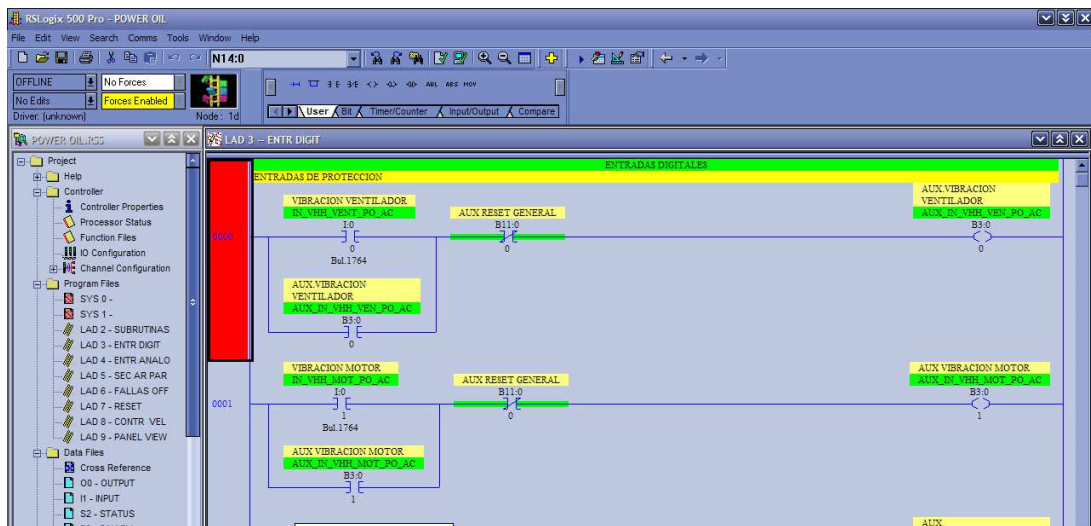 RSLogix 500 Pro - POWER OIL
File Edit View Search Comms Tools Window Help
N14:0
OFFLINE No Forces
No Edits Forces Enabled
Driver: (unknown) Node: 1d
ABL ABS MOV
User Bit Timer/Counter Input/Output Compare
POWER OIL.RSS
Project
Help
Controller
Controller Properties
Processor Status
Function Files
IO Configuration
Channel Configuration
Program Files
SYS 0 -
SYS 1 -
LAD 2 - SUBRUTINAS
LAD 3 - ENTR DIGIT
LAD 4 - ENTR ANALO
LAD 5 - SEC AR PAR
LAD 6 - FALLAS OFF
LAD 7 - RESET
LAD 8 - CONTR VEL
LAD 9 - PANEL VIEW
Data Files
Cross Reference
O0 - OUTPUT
I1 - INPUT
S2 - STATUS
LAD 3 -- ENTR DIGIT
ENTRADAS DIGITALES
ENTRADAS DE PROTECCION
0000
VIBRACION VENTILADOR
IN_VHH_VENT_PO_AC
I:0
0
Bul.1764
AUX RESET GENERAL
B11:0
0
AUX.VIBRACION
VENTILADOR
AUX_IN_VHH_VEN_PO_AC
B3:0
0
AUX.VIBRACION
VENTILADOR
AUX_IN_VHH_VEN_PO_AC
B3:0
0
0001
VIBRACION MOTOR
IN_VHH_MOT_PO_AC
I:0
1
Bul.1764
AUX RESET GENERAL
B11:0
0
AUX VIBRACION MOTOR
AUX_IN_VHH_MOT_PO_AC
B3:0
1
AUX VIBRACION MOTOR
AUX_IN_VHH_MOT_PO_AC
B3:0
1
AUX